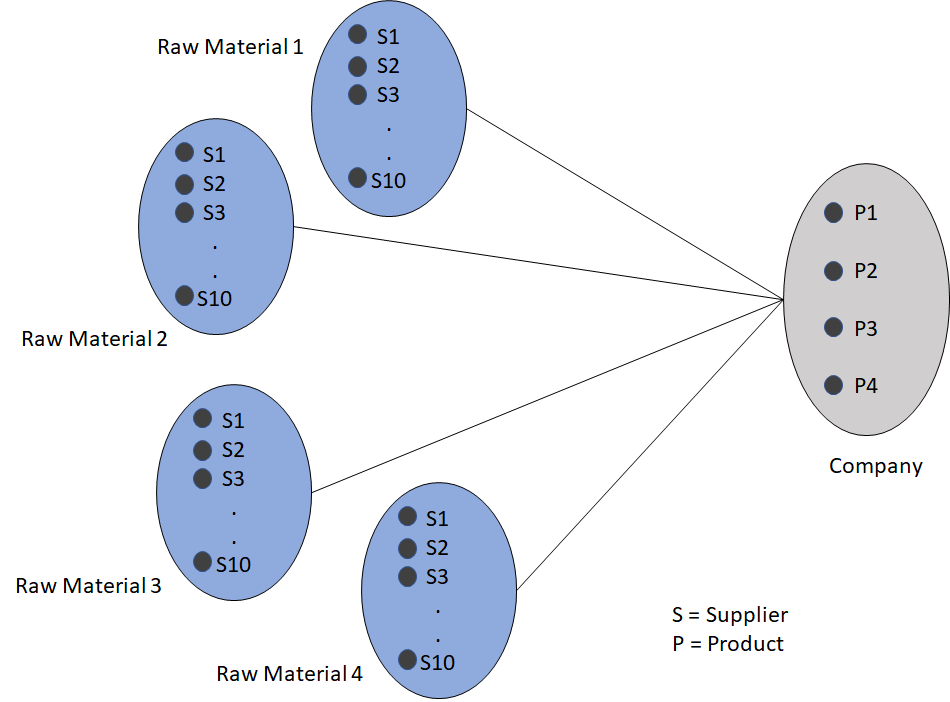 Raw Material 1
S1
S2
S3
.
.
S10
S1
S2
S3
.
.
S10
Raw Material 2
P1
P2
P3
P4
Company
S1
S2
S3
.
.
S10
Raw Material 3
S1
S2
S3
.
.
S10
Raw Material 4
S = Supplier
P = Product